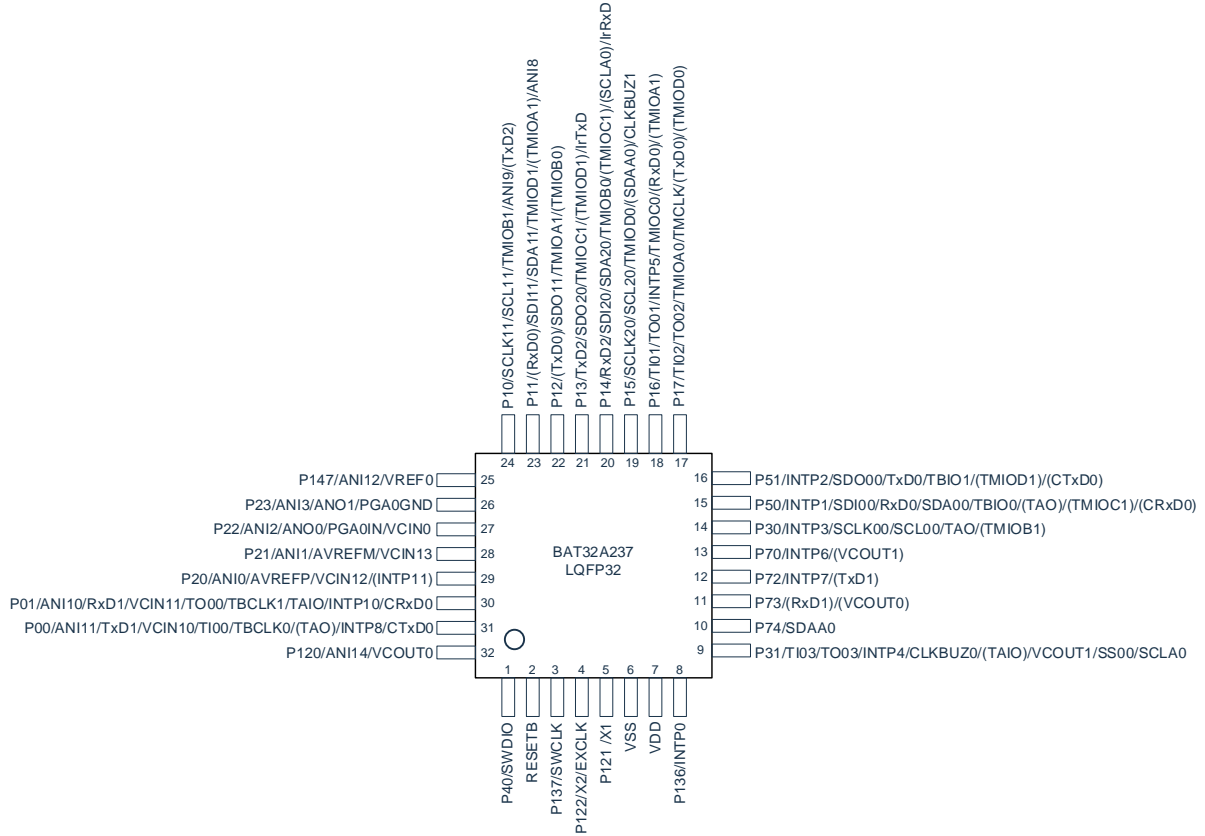 P10/SCLK11/SCL11/TMIOB1/ANI9/(TxD2)
P11/(RxD0)/SDI11/SDA11/TMIOD1/(TMIOA1)/ANI8
P12/(TxD0)/SDO11/TMIOA1/(TMIOB0)
P13/TxD2/SDO20/TMIOC1/(TMIOD1)/IrTxD
P14/RxD2/SDI20/SDA20/TMIOB0/(TMIOC1)/(SCLA0)/IrRxD
P15/SCLK20/SCL20/TMIOD0/(SDAA0)/CLKBUZ1
P16/TI01/TO01/INTP5/TMIOC0/(RxD0)/(TMIOA1)
P17/TI02/TO02/TMIOA0/TMCLK/(TxD0)/(TMIOD0)
24 23 22 21 20 19 18 17
P147/ANI12/VREF0 25
P23/ANI3/ANO1/PGA0GND 26
P22/ANI2/ANO0/PGA0IN/VCIN0 27
P21/ANI1/AVREFM/VCIN13 28
P20/ANI0/AVREFP/VCIN12/(INTP11) 29
P01/ANI10/RxD1/VCIN11/TO00/TBCLK1/TAIO/INTP10/CRxD0 30
P00/ANI11/TxD1/VCIN10/TI00/TBCLK0/(TAO)/INTP8/CTxD0 31
P120/ANI14/VCOUT0 32
BAT32A237
LQFP32
16 P51/INTP2/SDO00/TxD0/TBIO1/(TMIOD1)/(CTxD0)
15 P50/INTP1/SDI00/RxD0/SDA00/TBIO0/(TAO)/(TMIOC1)/(CRxD0)
14 P30/INTP3/SCLK00/SCL00/TAO/(TMIOB1)
13 P70/INTP6/(VCOUT1)
12 P72/INTP7/(TxD1)
11 P73/(RxD1)/(VCOUT0)
10 P74/SDAA0
9 P31/TI03/TO03/INTP4/CLKBUZ0/(TAIO)/VCOUT1/SS00/SCLA0
1 2 3 4 5 6 7 8
P40/SWDIO
RESETB
P137/SWCLK
P122/X2/EXCLK
P121 /X1
VSS
VDD
P136/INTP0